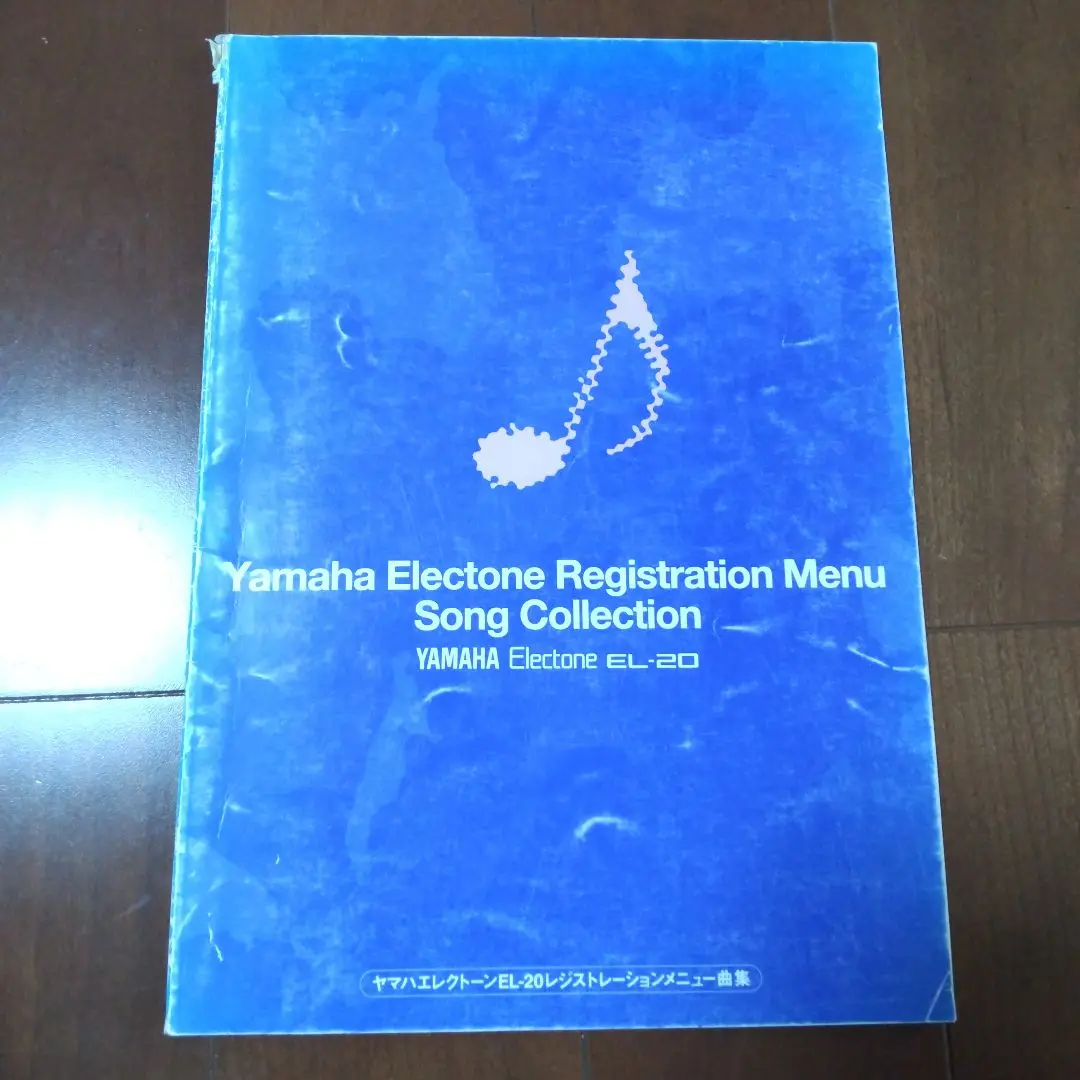 Yamaha Electone Registration Menu
Song Collection
YAMAHA Electone EL-20
ヤマハエレクトーンEL-20レジストレーションメニュー曲集